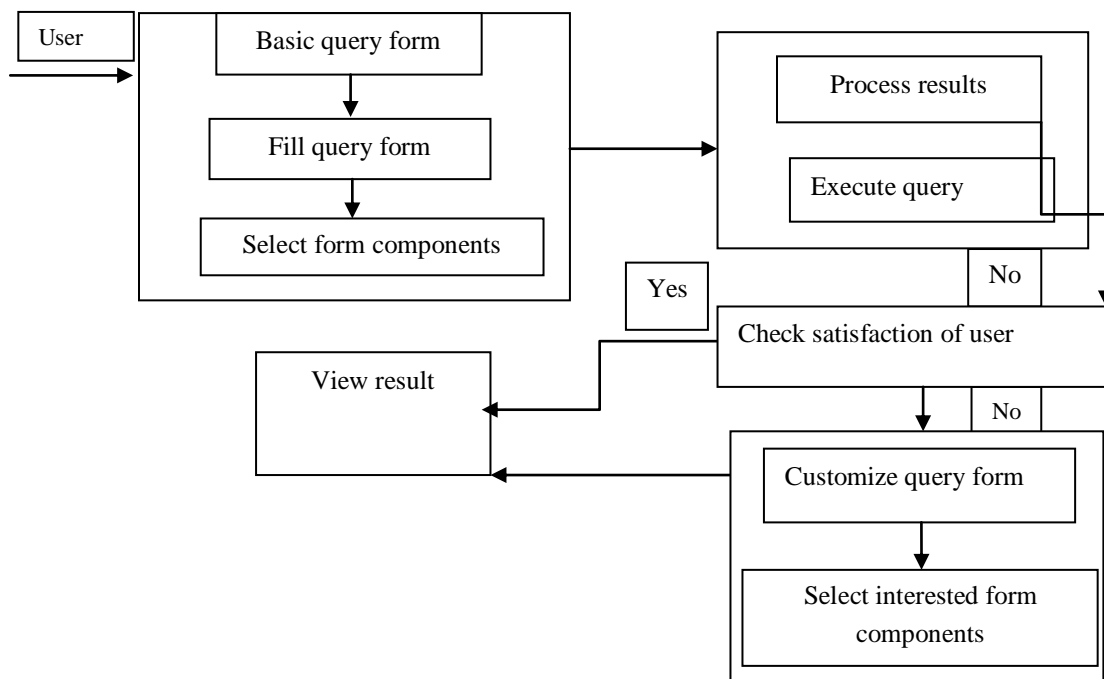 User
Basic query form
Fill query form
Select form components
Process results
Execute query
No
Yes
Check satisfaction of user
View result
No
Customize query form
Select interested form
components